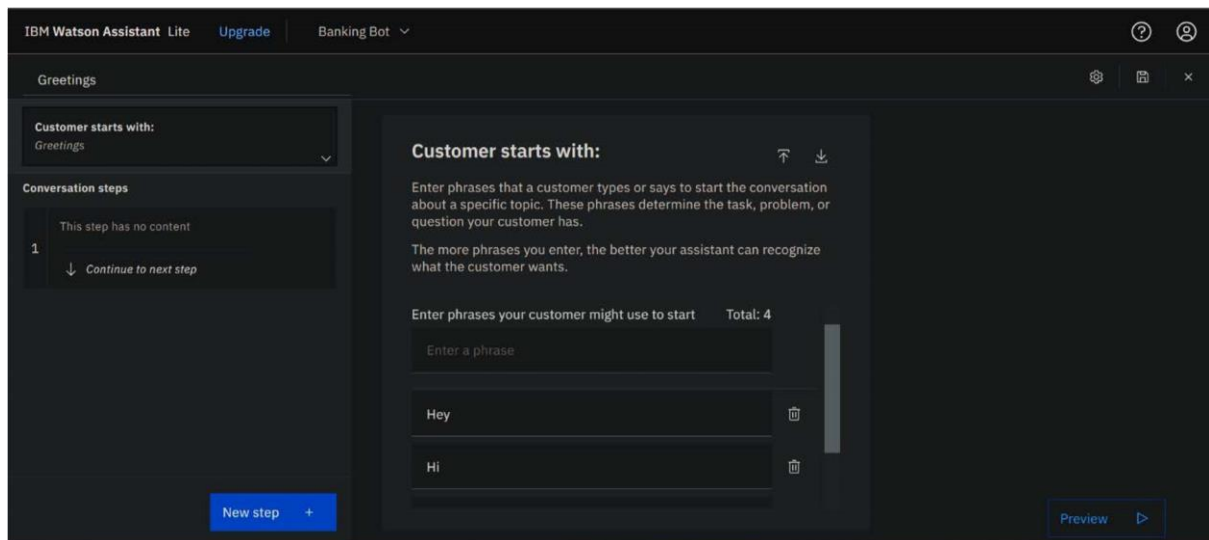 IBM Watson Assistant Lite Upgrade Banking Bot
Greetings
Customer starts with:
Greetings
Conversation steps
1
This step has no content
Continue to next step
New step +
Customer starts with:
Enter phrases that a customer types or says to start the conversation
about a specific topic. These phrases determine the task, problem, or
question your customer has.
The more phrases you enter, the better your assistant can recognize
what the customer wants.
Enter phrases your customer might use to start Total: 4
Enter a phrase
Hey
Hi
Preview